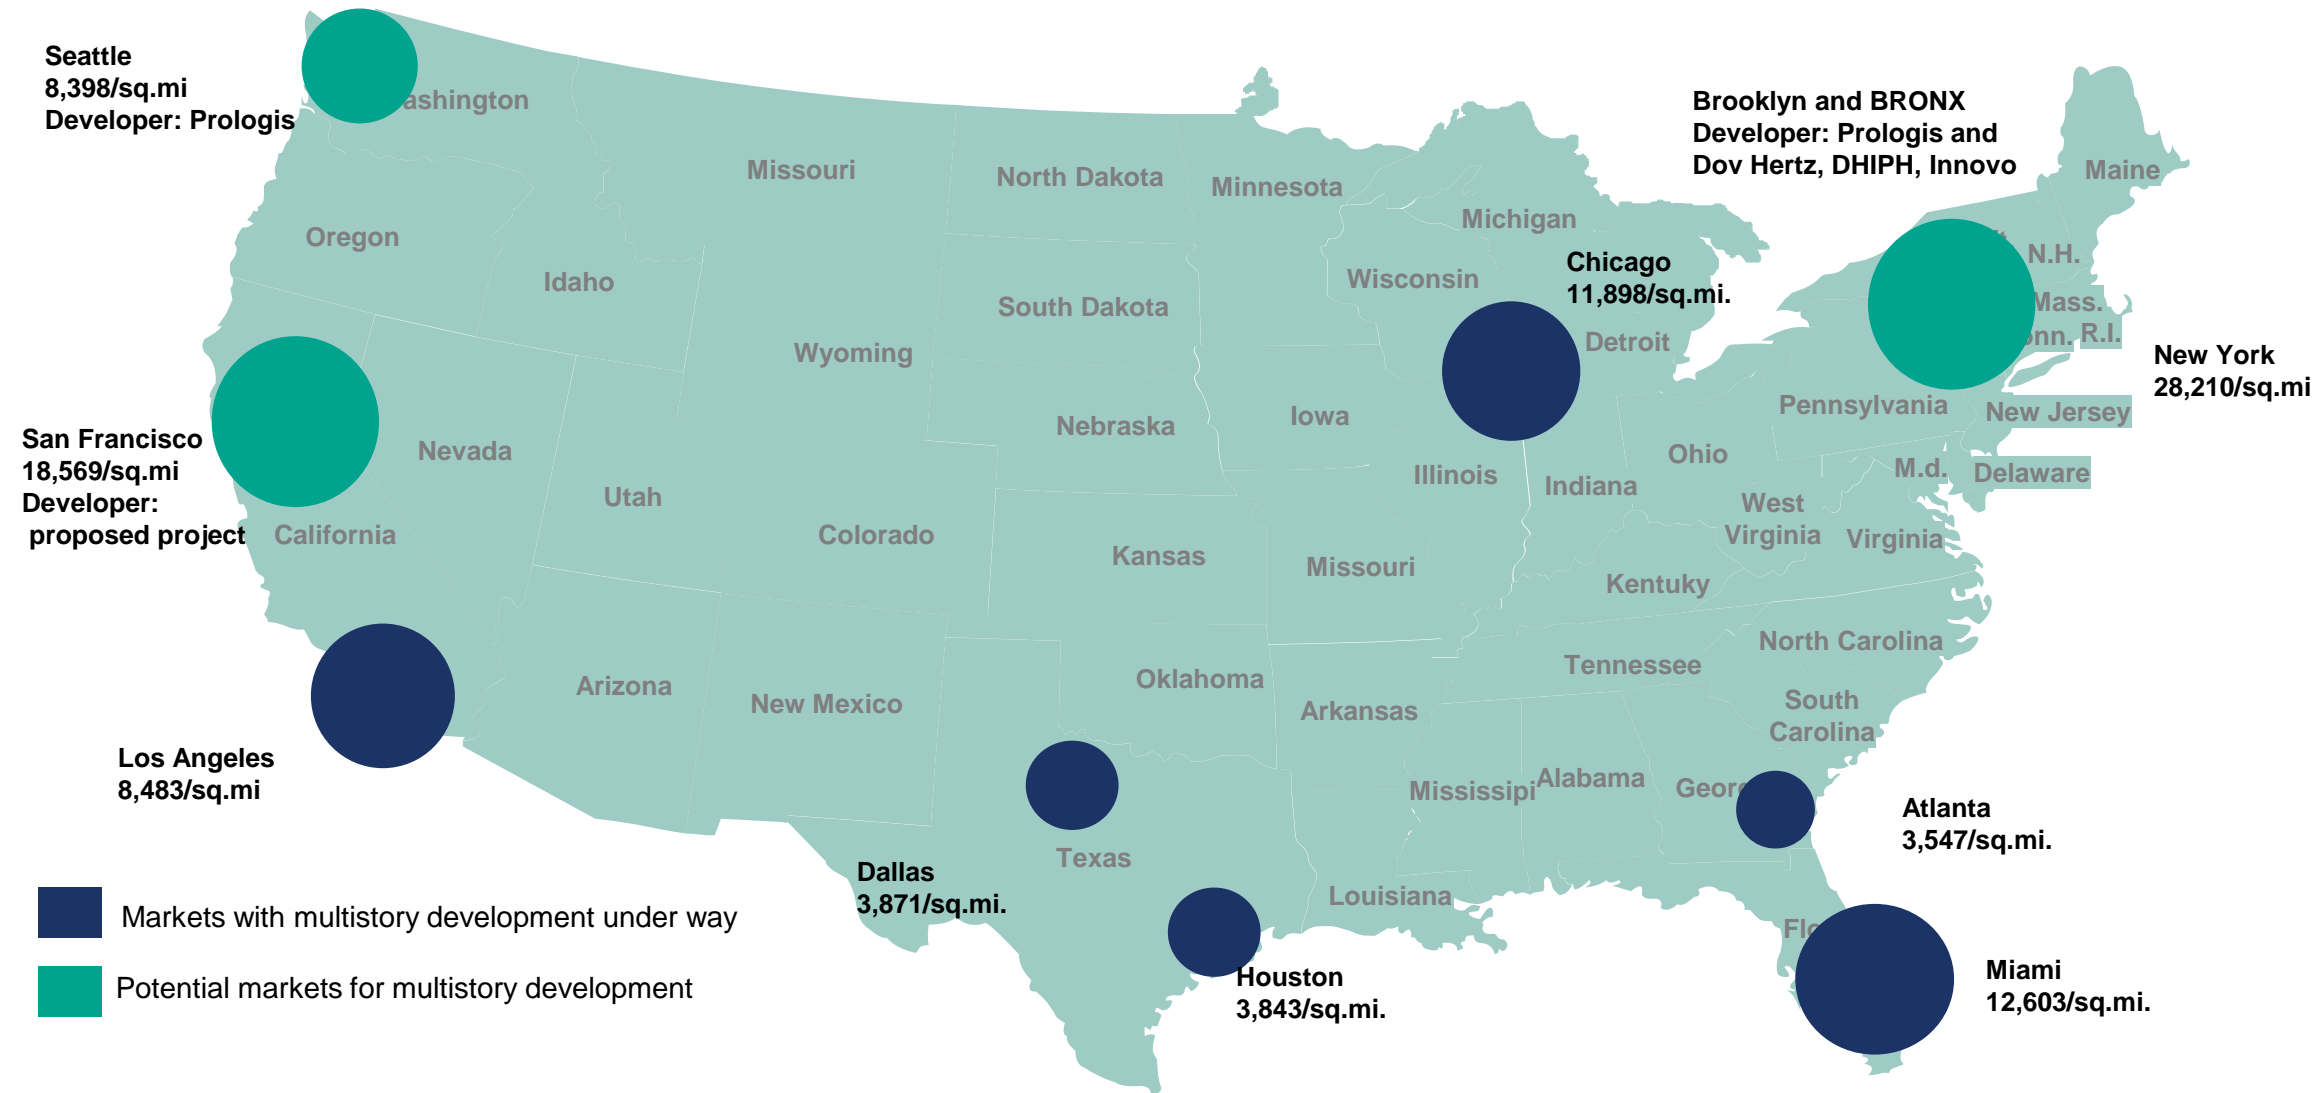 Seattle
8,398/sq.mi
Developer: Prologis
ashington
Brooklyn and BRONX
Developer: Prologis and
Dov Hertz, DHIPH, Innovo
Missouri
North Dakota
Minnesota
Maine
Oregon
Michigan
N.H.
Idaho
Wisconsin
Chicago
11,898/sq.mi.
South Dakota
Mass.
onn.
R.I.
Detroit
Wyoming
New York
28,210/sq.mi
Nebraska
Iowa
Pennsylvania
New Jersey
San Francisco
18,569/sq.mi
Developer:
proposed project
Nevada
Ohio
Illinois
Indiana
M.d.
Delaware
Utah
West
Virginia
Virginia
California
Colorado
Kansas
Missouri
Kentuky
North Carolina
Tennessee
Arizona
New Mexico
Oklahoma
Arkansas
South
Carolina
Los Angeles
8,483/sq.mi
Mississipi
Alabama
Geor
Atlanta
3,547/sq.mi.
Texas
Dallas
3,871/sq.mi.
Louisiana
Markets with multistory development under way
Flo
Houston
3,843/sq.mi.
Miami
12,603/sq.mi.
Potential markets for multistory development